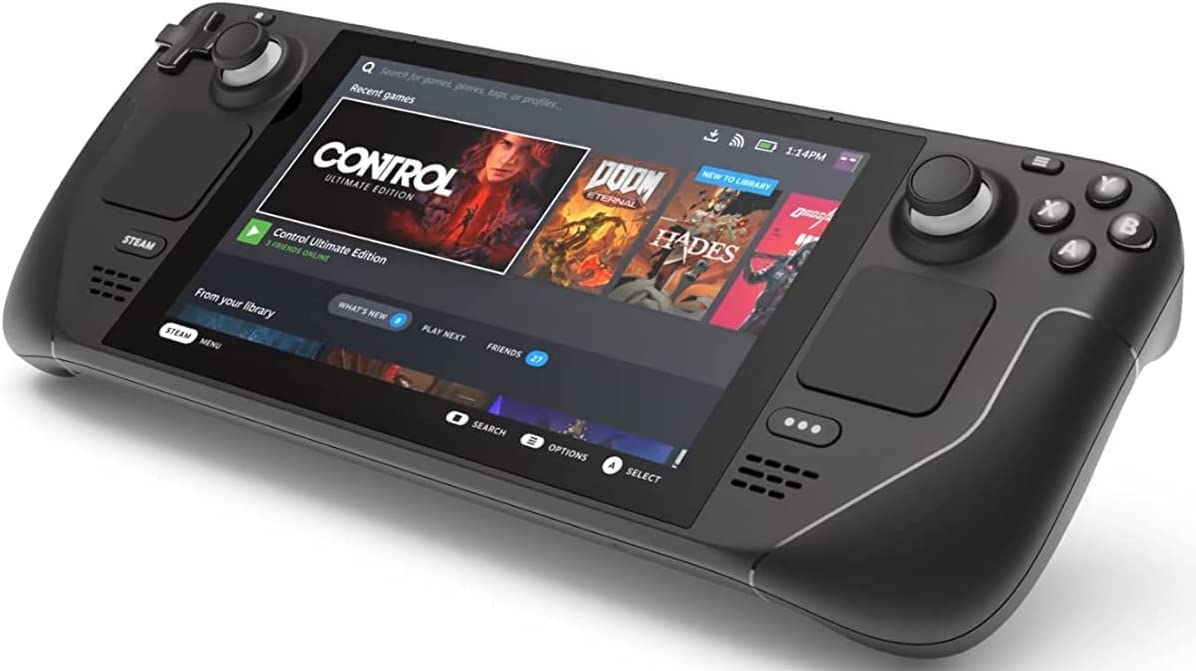 Search for games, genres, tags, or profiles...
Recent games
1:14PM
CONTROL
ULTIMATE EDITION
DOOM
ETERNAL
NEW TO LIBRARY
HADES
Control Ultimate Edition
3 FRIENDS ONLINE
From your library
WHAT'S NEW 8
PLAY NEXT
FRIENDS 27
STEAM MENU
SEARCH
OPTIONS
A SELECT
STEAM
Y
X
B
A